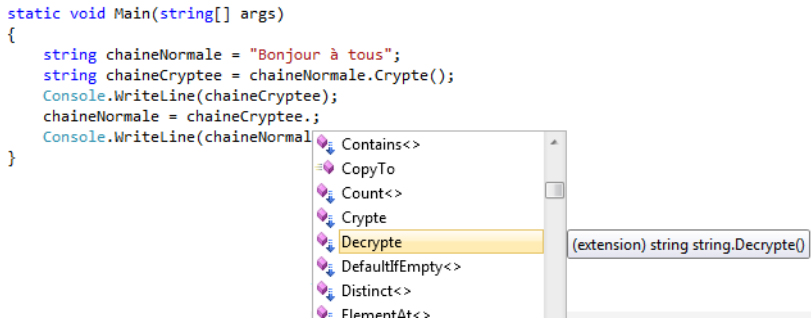 static void Main(string[] args)
{
string chaineNormale = "Bonjour à tous";
string chaineCryptee = chaineNormale.Crypte();
Console.WriteLine(chaineCryptee);
chaineNormale = chaineCryptee.;
Console.WriteLine(chaineNormal
}
Contains<>
CopyTo
Count<>
Crypte
Decrypte
(extension) string string.Decrypte()
DefaultIfEmpty<>
Distinct<>
ElementAt<>